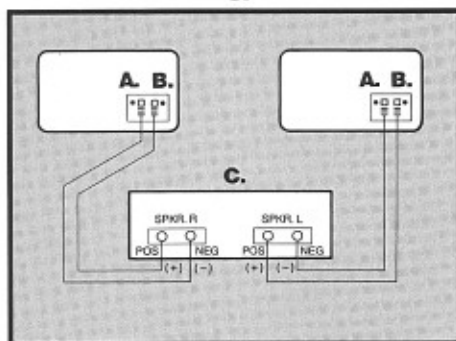 A. B.
A. B.
C.
SPKR. R SPKR. L
POS NEG POS NEG
(+) (−) (+) (−)